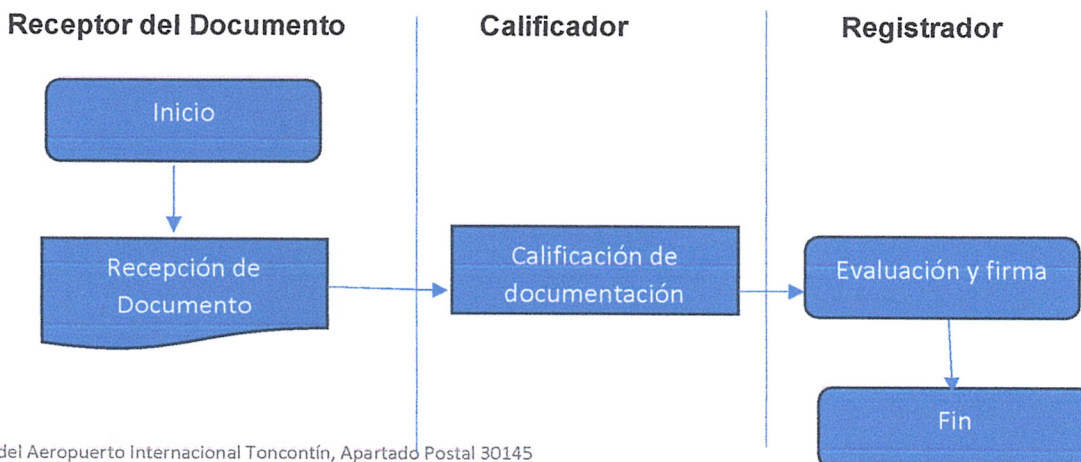 Receptor del Documento
Calificador
Registrador
Inicio
Recepción de
Documento
Calificación de
documentación
Evaluación y firma
Fin
del Aeropuerto Internacional Toncontín, Apartado Postal 30145